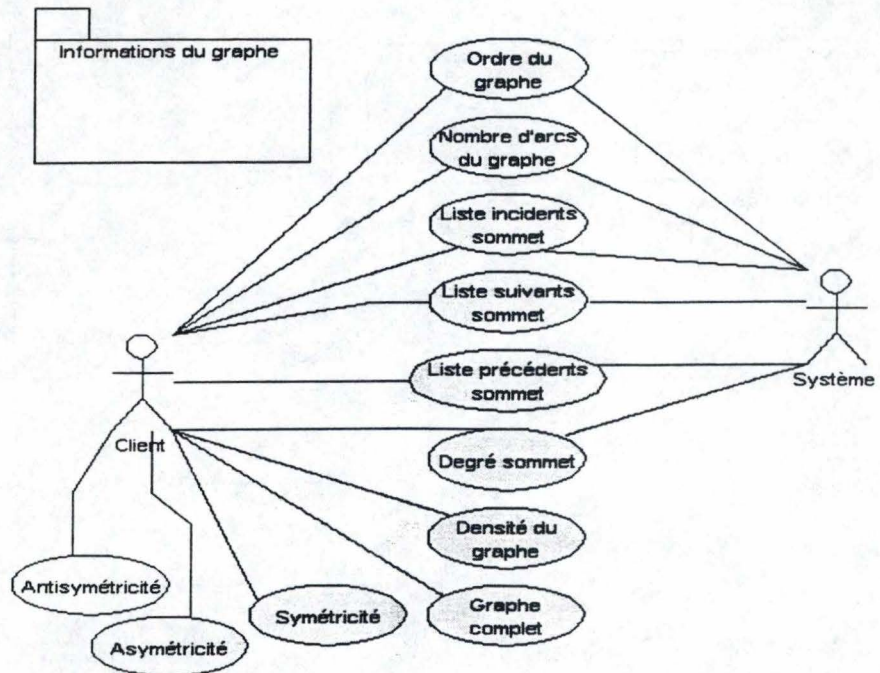 Informations du graphe
Ordre du
graphe
Nombre d'arcs
du graphe
Liste incidents
sommet
Liste suivants
sommet
Liste précédents
sommet
Système
Client
Degré sommet
Densité du
graphe
Antisymétricité
Symétricité
Graphe
complet
Asymétricité